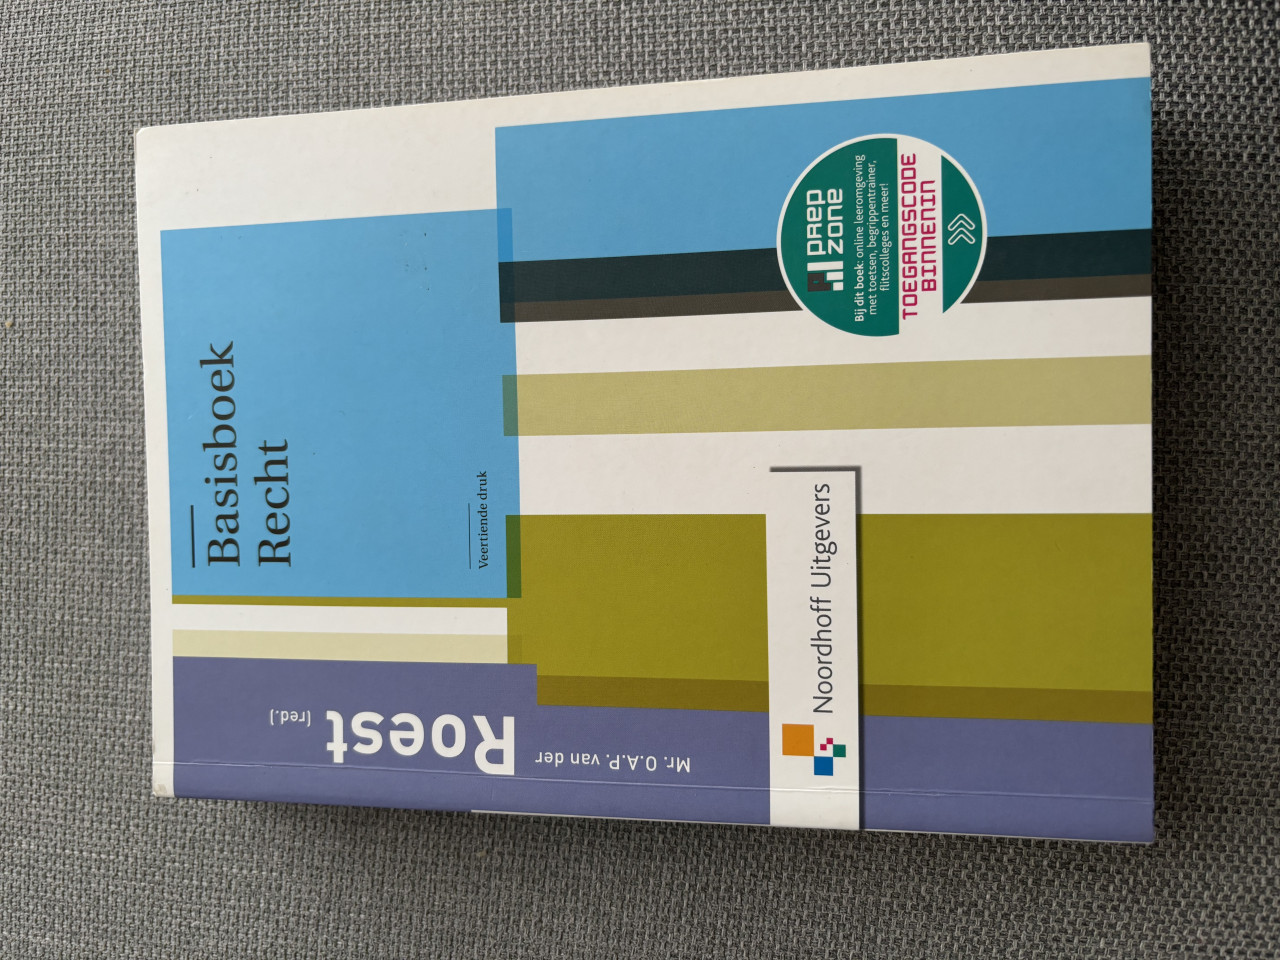 Basisboek
Recht
Veertiende druk
Mr. O.A.P. van der
Roest
(red.)
Noordhoff Uitgevers
prep
zone
Bij dit boek: online leeromgeving
met toetsen, begrippentrainer,
flitscolleges en meer!
TOEGANGSCODE
BINNENIN